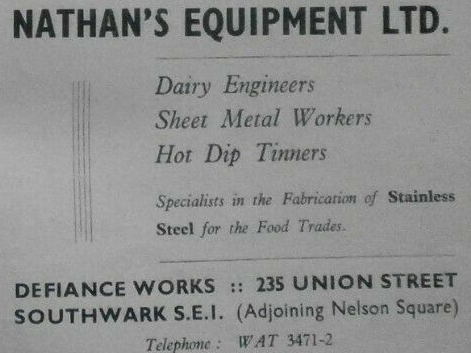 NATHAN'S EQUIPMENT LTD.
Dairy Engineers
Sheet Metal Workers
Hot Dip Tinners
Specialists in the Fabrication of Stainless
Steel for the Food Trades.
DEFIANCE WORKS :: 235 UNION STREET
SOUTHWARK S.E.I. (Adjoining Nelson Square)
Telephone : WAT 3471-2